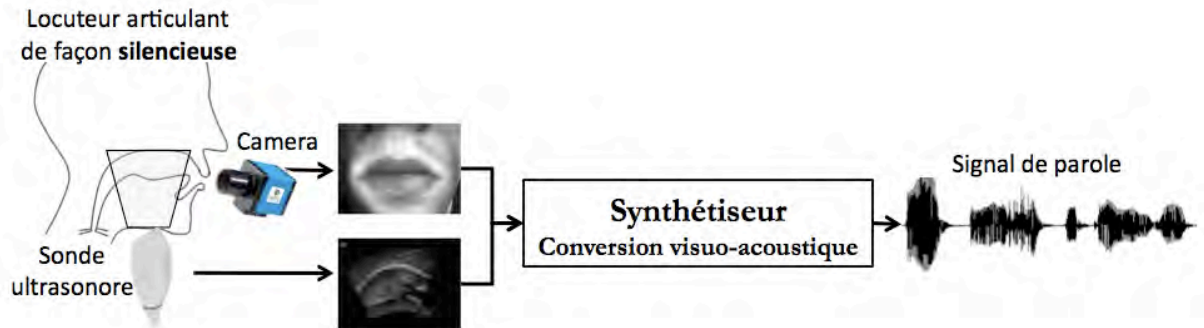 Locuteur articulant
de façon silencieuse
Camera
Sonde
ultrasonore
Synthétiseur
Conversion visuo-acoustique
Signal de parole